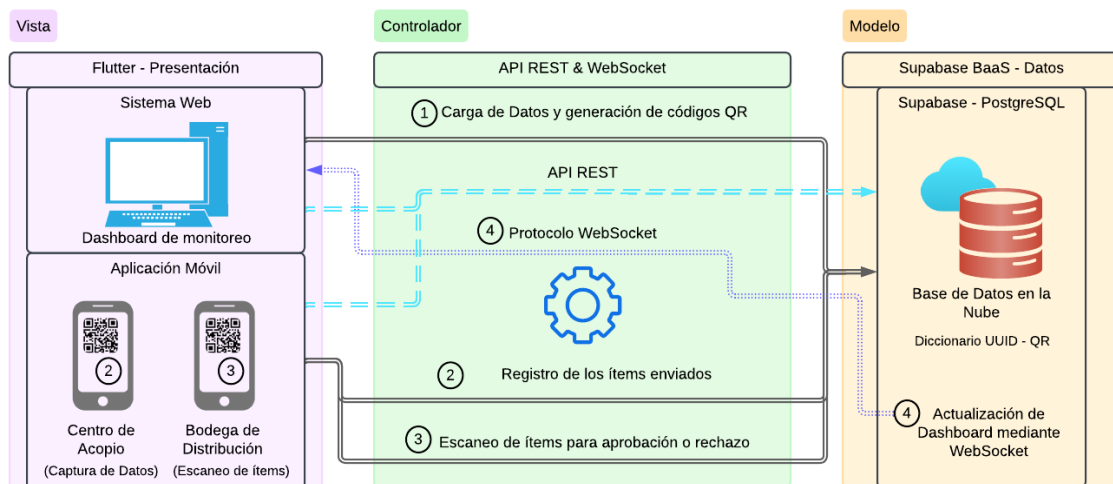 Vista
Controlador
Modelo
Flutter - Presentación
API REST & WebSocket
Supabase BaaS - Datos
Sistema Web
Dashboard de monitoreo
Aplicación Móvil
2
3
Centro de
Acopio
(Captura de Datos)
Bodega de
Distribución
(Escaneo de ítems)
1 Carga de Datos y generación de códigos QR
API REST
4 Protocolo WebSocket
2 Registro de los ítems enviados
3 Escaneo de ítems para aprobación o rechazo
Supabase - PostgreSQL
Base de Datos en la
Nube
Diccionario UUID - QR
4 Actualización de
Dashboard mediante
WebSocket